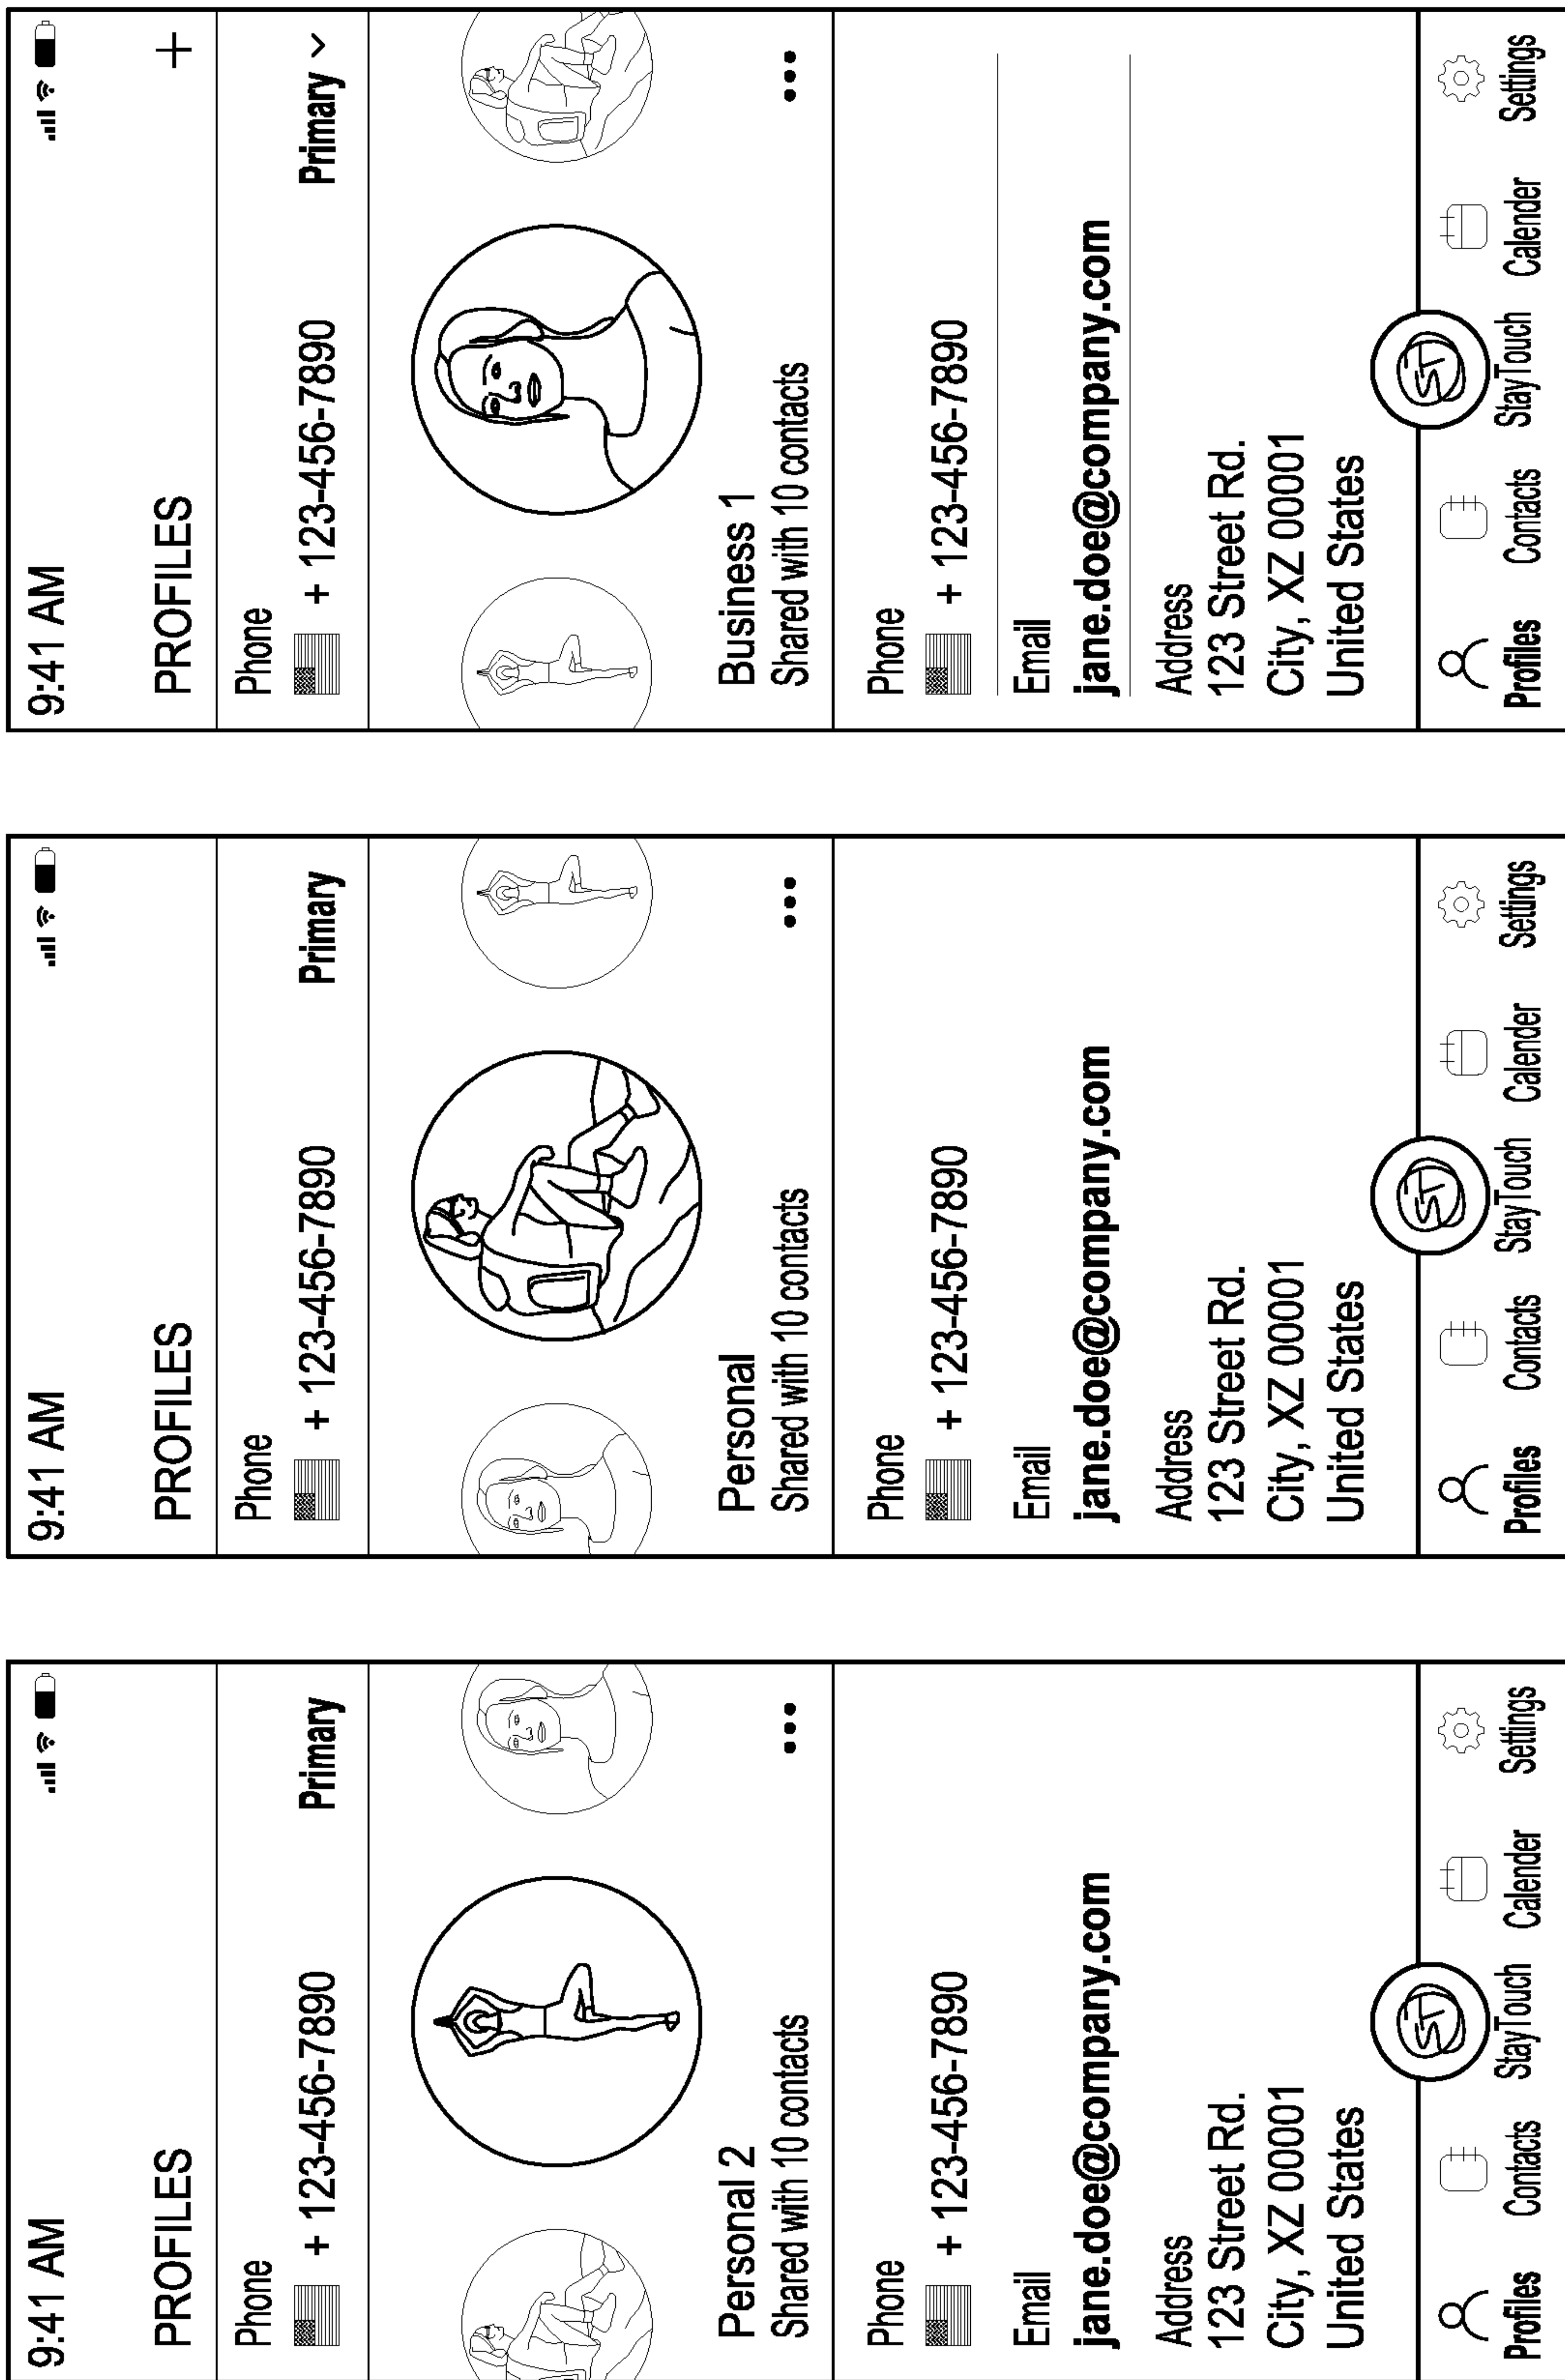 9:41 AM
PROFILES
Phone
+ 123-456-7890 Primary
Personal 2
Shared with 10 contacts
Phone
+ 123-456-7890
Email
jane.doe@company.com
Address
123 Street Rd.
City, XZ 00001
United States
ST
Profiles Contacts StayTouch Calender Settings
9:41 AM
PROFILES
Phone
+ 123-456-7890 Primary
Personal
Shared with 10 contacts
Phone
+ 123-456-7890
Email
jane.doe@company.com
Address
123 Street Rd.
City, XZ 00001
United States
ST
Profiles Contacts StayTouch Calender Settings
9:41 AM
PROFILES +
Phone
+ 123-456-7890 Primary
Business 1
Shared with 10 contacts
Phone
+ 123-456-7890
Email
jane.doe@company.com
Address
123 Street Rd.
City, XZ 00001
United States
ST
Profiles Contacts StayTouch Calender Settings